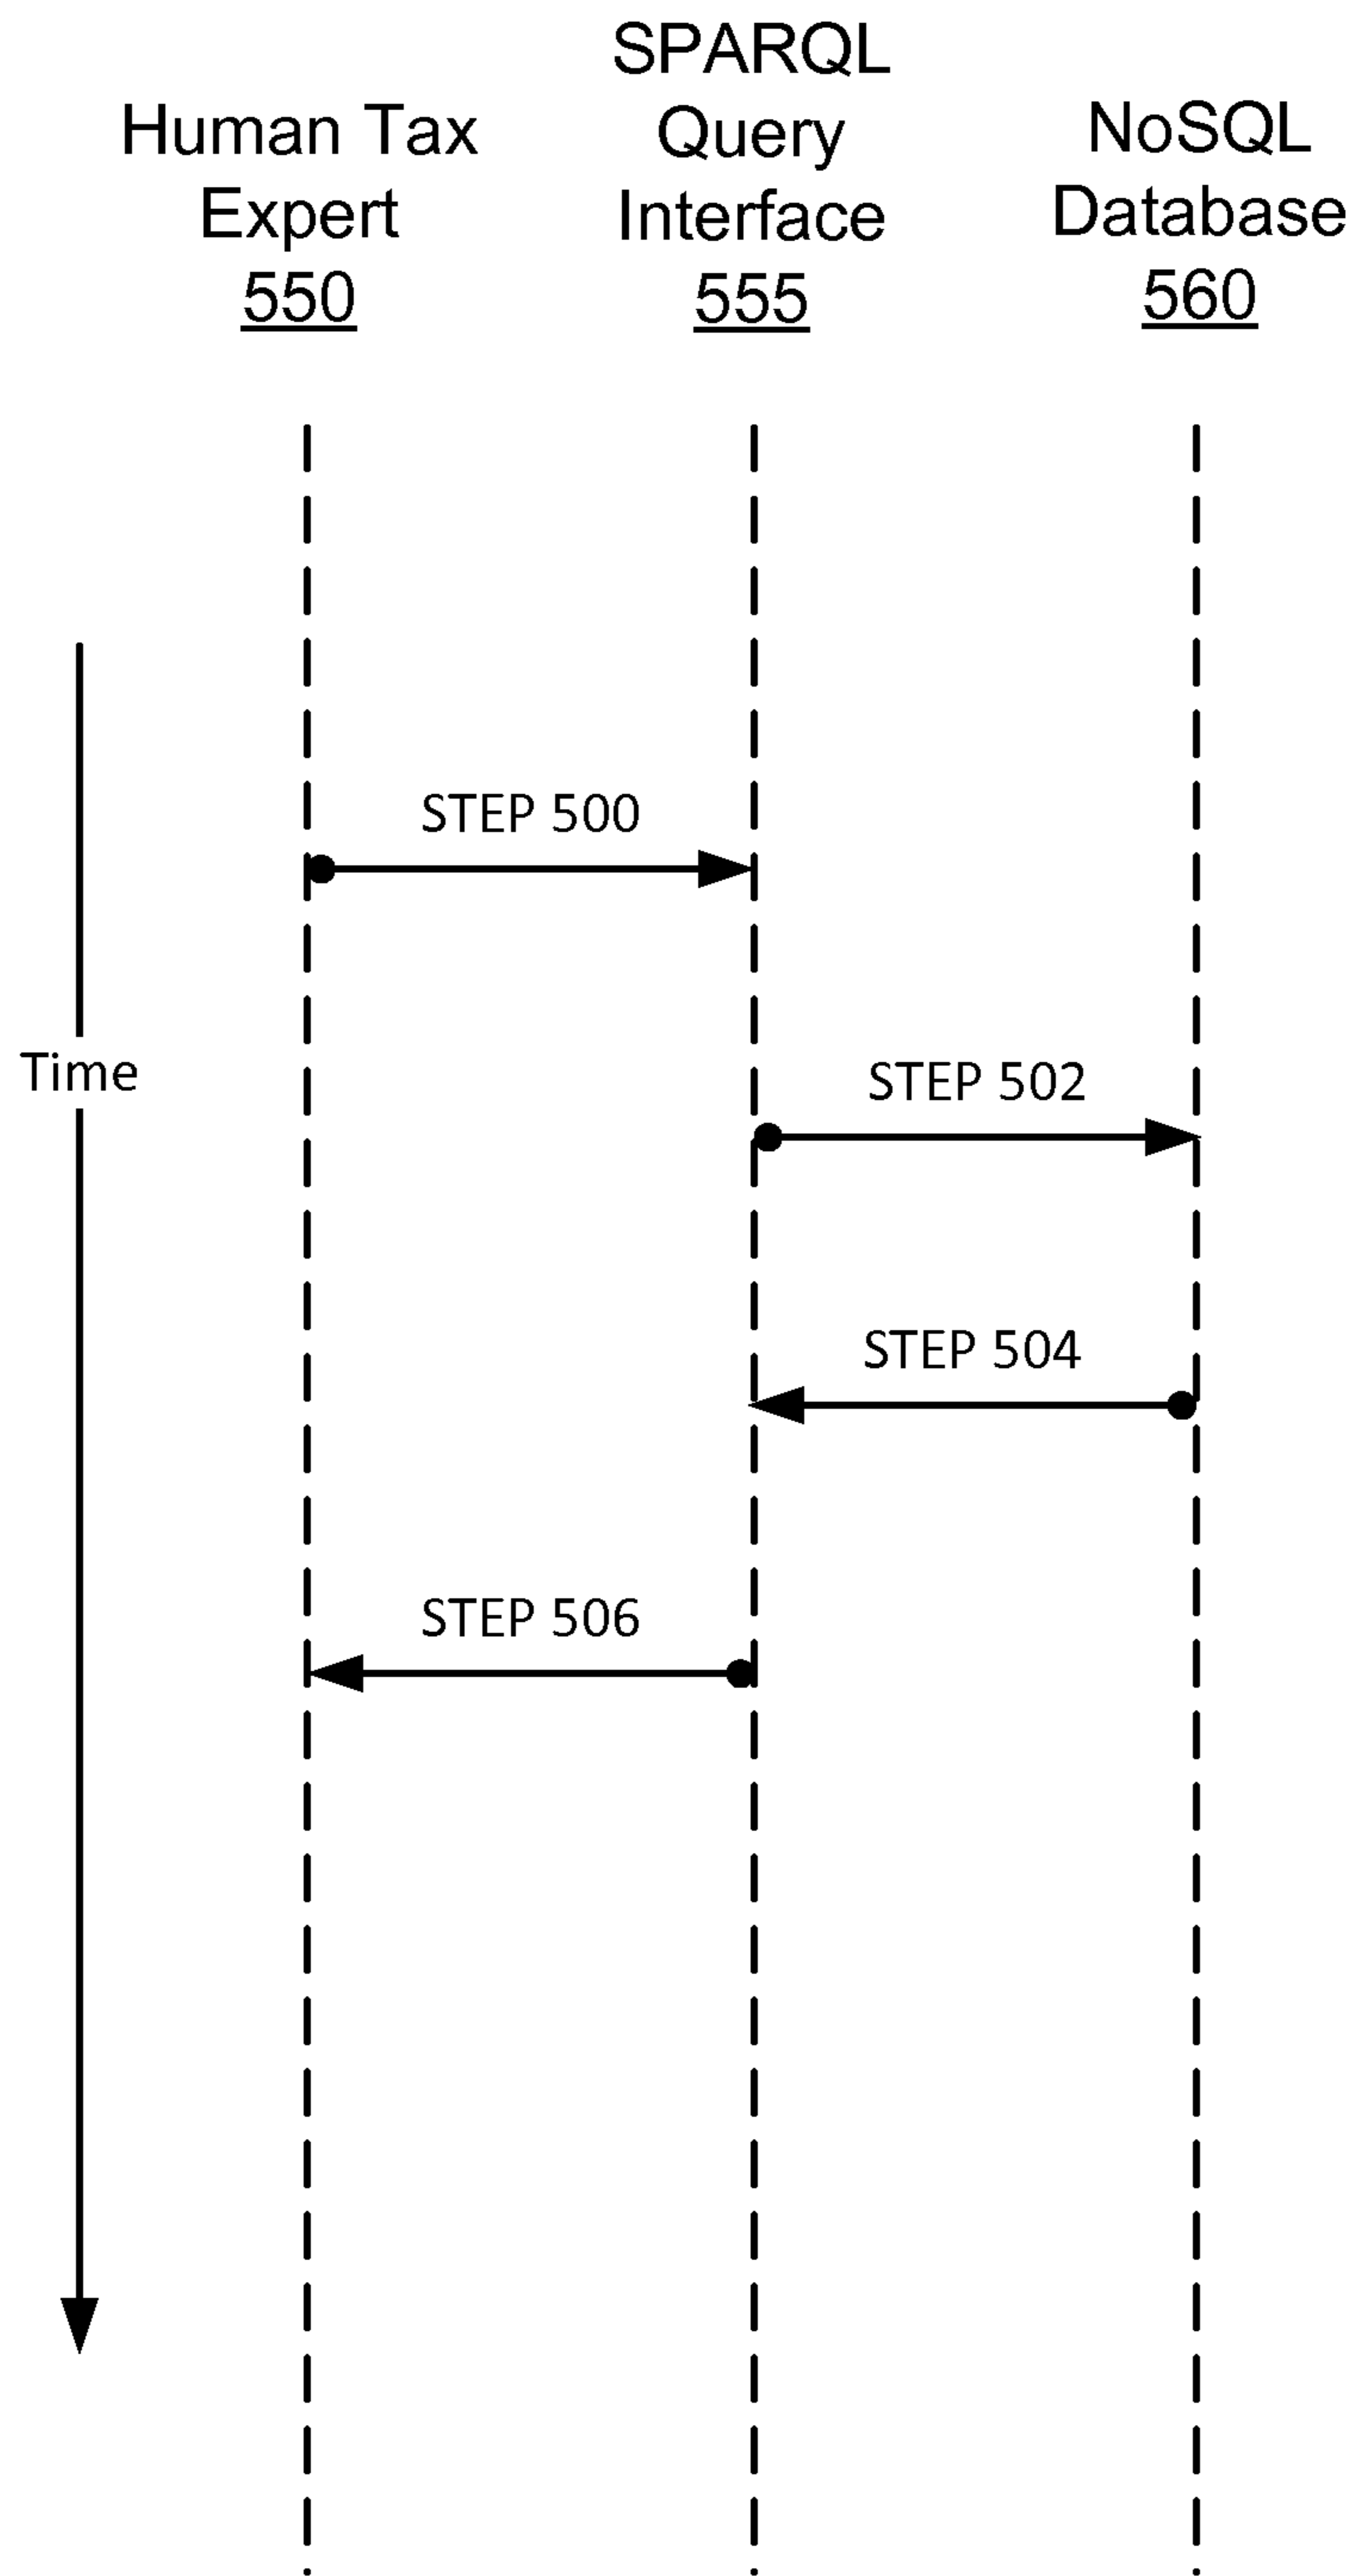 Human Tax
Expert
550
SPARQL
Query
Interface
555
NoSQL
Database
560
STEP 500
Time
STEP 502
STEP 504
STEP 506